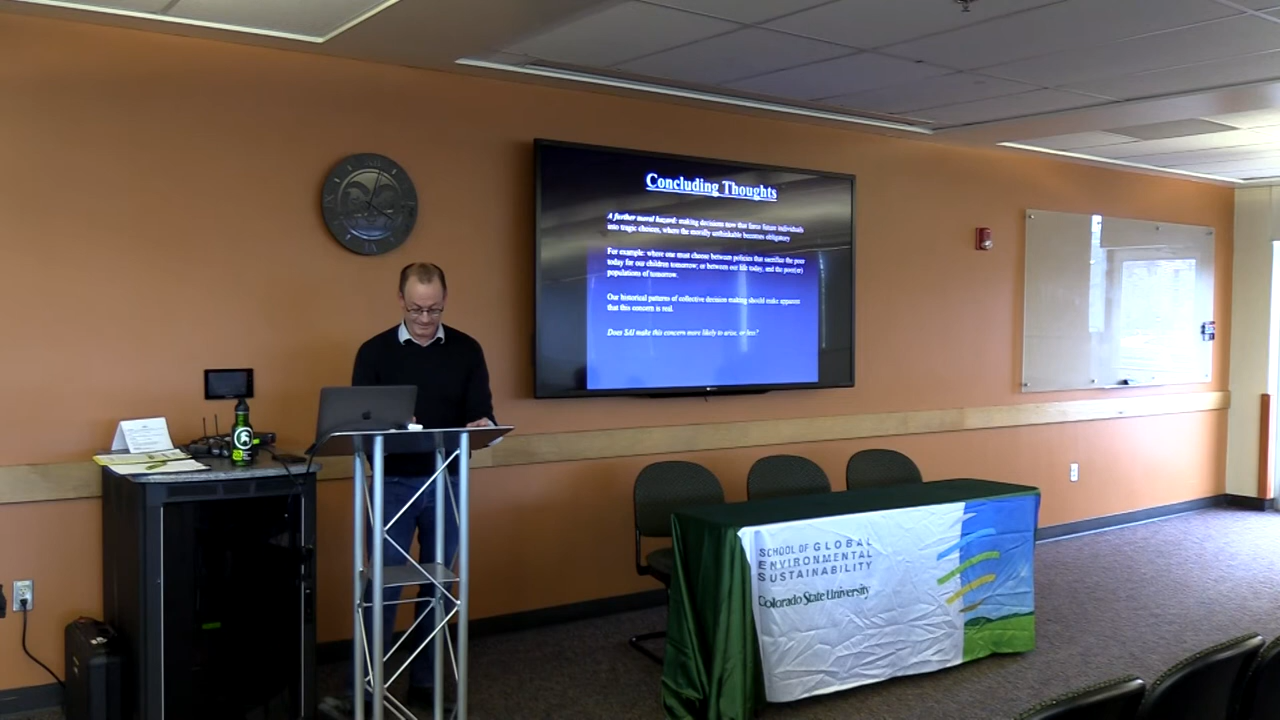 Concluding Thoughts
A further moral hazard: making decisions now that force future individuals
into tragic choices, where the morally unthinkable becomes obligatory
For example: where one must choose between policies that sacrifice the poor
today for our children tomorrow; or between our life today, and the poor(er)
populations of tomorrow.
Our historical patterns of collective decision making should make apparent
that this concern is real.
Does SAI make this concern more likely to arise, or less?
SCHOOL OF GLOBAL
ENVIRONMENTAL
SUSTAINABILITY
Colorado State University